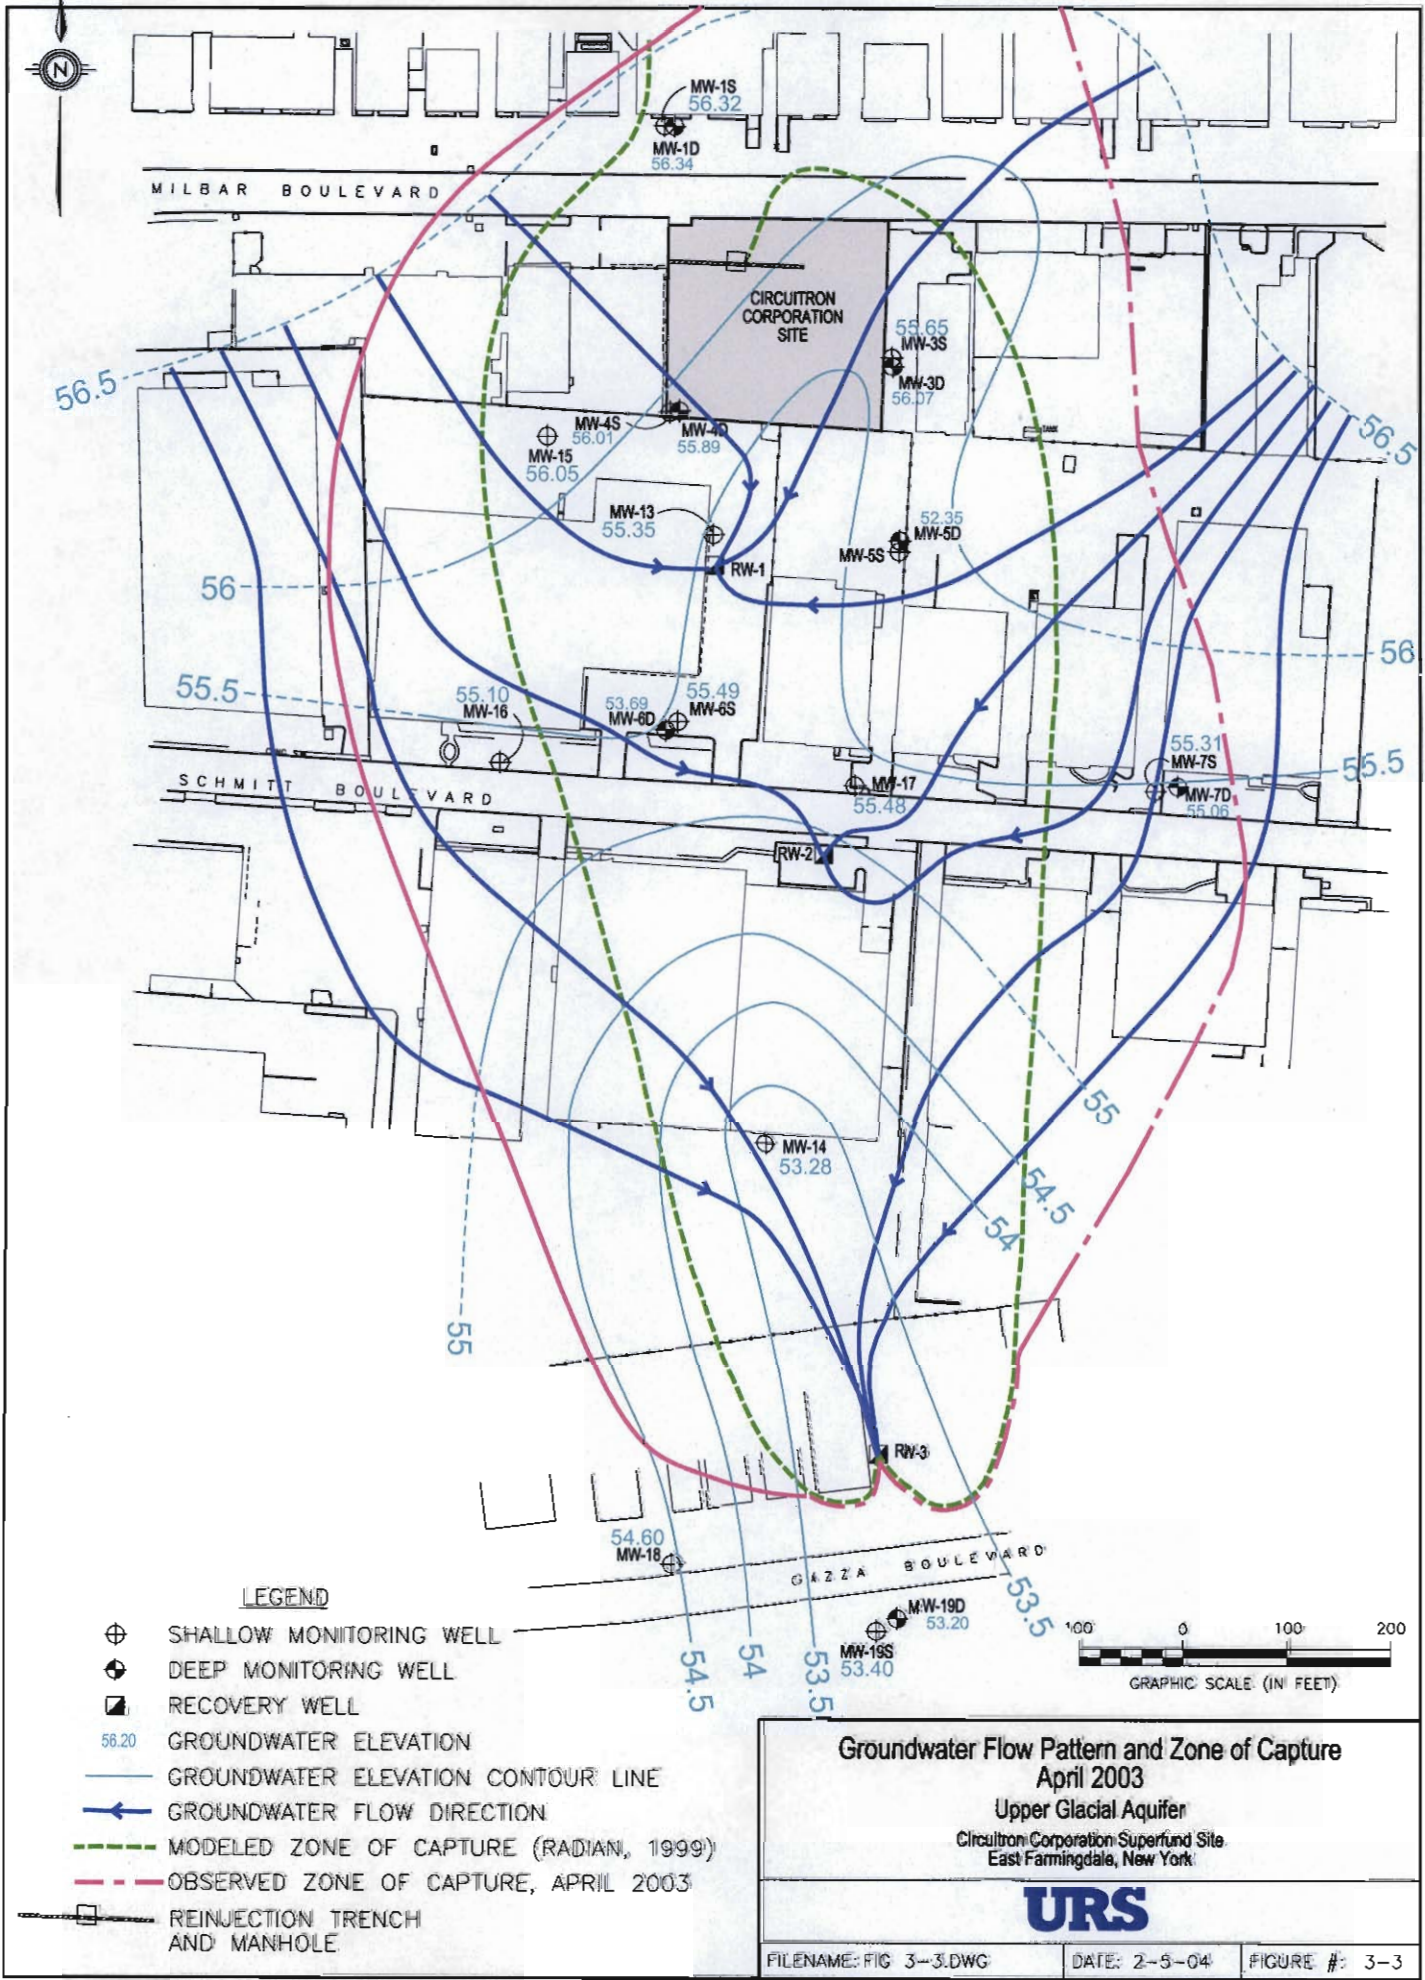 N
MW-1S
56.32
MW-1D
56.34
MILBAR BOULEVARD
CIRCUITRON
CORPORATION
SITE
55.65
MW-3S
MW-3D
56.07
56.5
MW-4S
56.01
MW-4D
55.89
MW-15
56.05
TANK
56.5
MW-13
55.35
52.35
MW-5D
MW-5S
RW-1
56
56
55.5
55.10
MW-16
53.69
MW-6D
55.49
MW-6S
55.31
MW-7S
55.5
MW-7D
55.06
SCHMITT BOULEVARD
MW-17
55.48
RW-2
55
MW-14
53.28
54.5
54
55
RW-3
54.60
MW-18
GAZZA BOULEVARD
MW-19D
53.20
MW-19S
53.40
53.5
54.5
54
53.5
LEGEND
SHALLOW MONITORING WELL
DEEP MONITORING WELL
RECOVERY WELL
56.20 GROUNDWATER ELEVATION
GROUNDWATER ELEVATION CONTOUR LINE
GROUNDWATER FLOW DIRECTION
MODELED ZONE OF CAPTURE (RADIAN, 1999)
OBSERVED ZONE OF CAPTURE, APRIL 2003
REINJECTION TRENCH
AND MANHOLE
100 0 100 200
GRAPHIC SCALE (IN FEET)
Groundwater Flow Pattern and Zone of Capture
April 2003
Upper Glacial Aquifer
Circuitron Corporation Superfund Site
East Farmingdale, New York
URS
FILENAME: FIG 3-3.DWG
DATE: 2-5-04
FIGURE #: 3-3